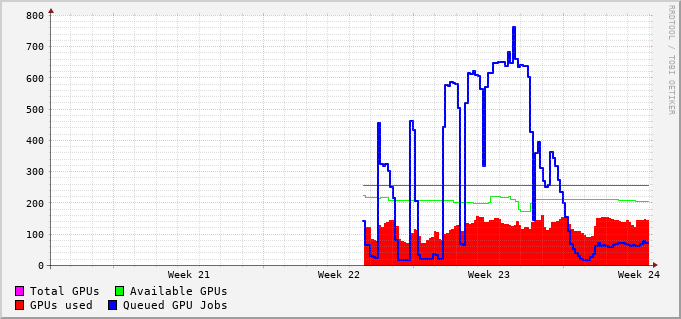 800
700
600
500
400
300
200
100
0
Week 21 Week 22 Week 23 Week 24
Total GPUs Available GPUs
GPUs used Queued GPU Jobs
RRDTOOL / TOBI OETIKER